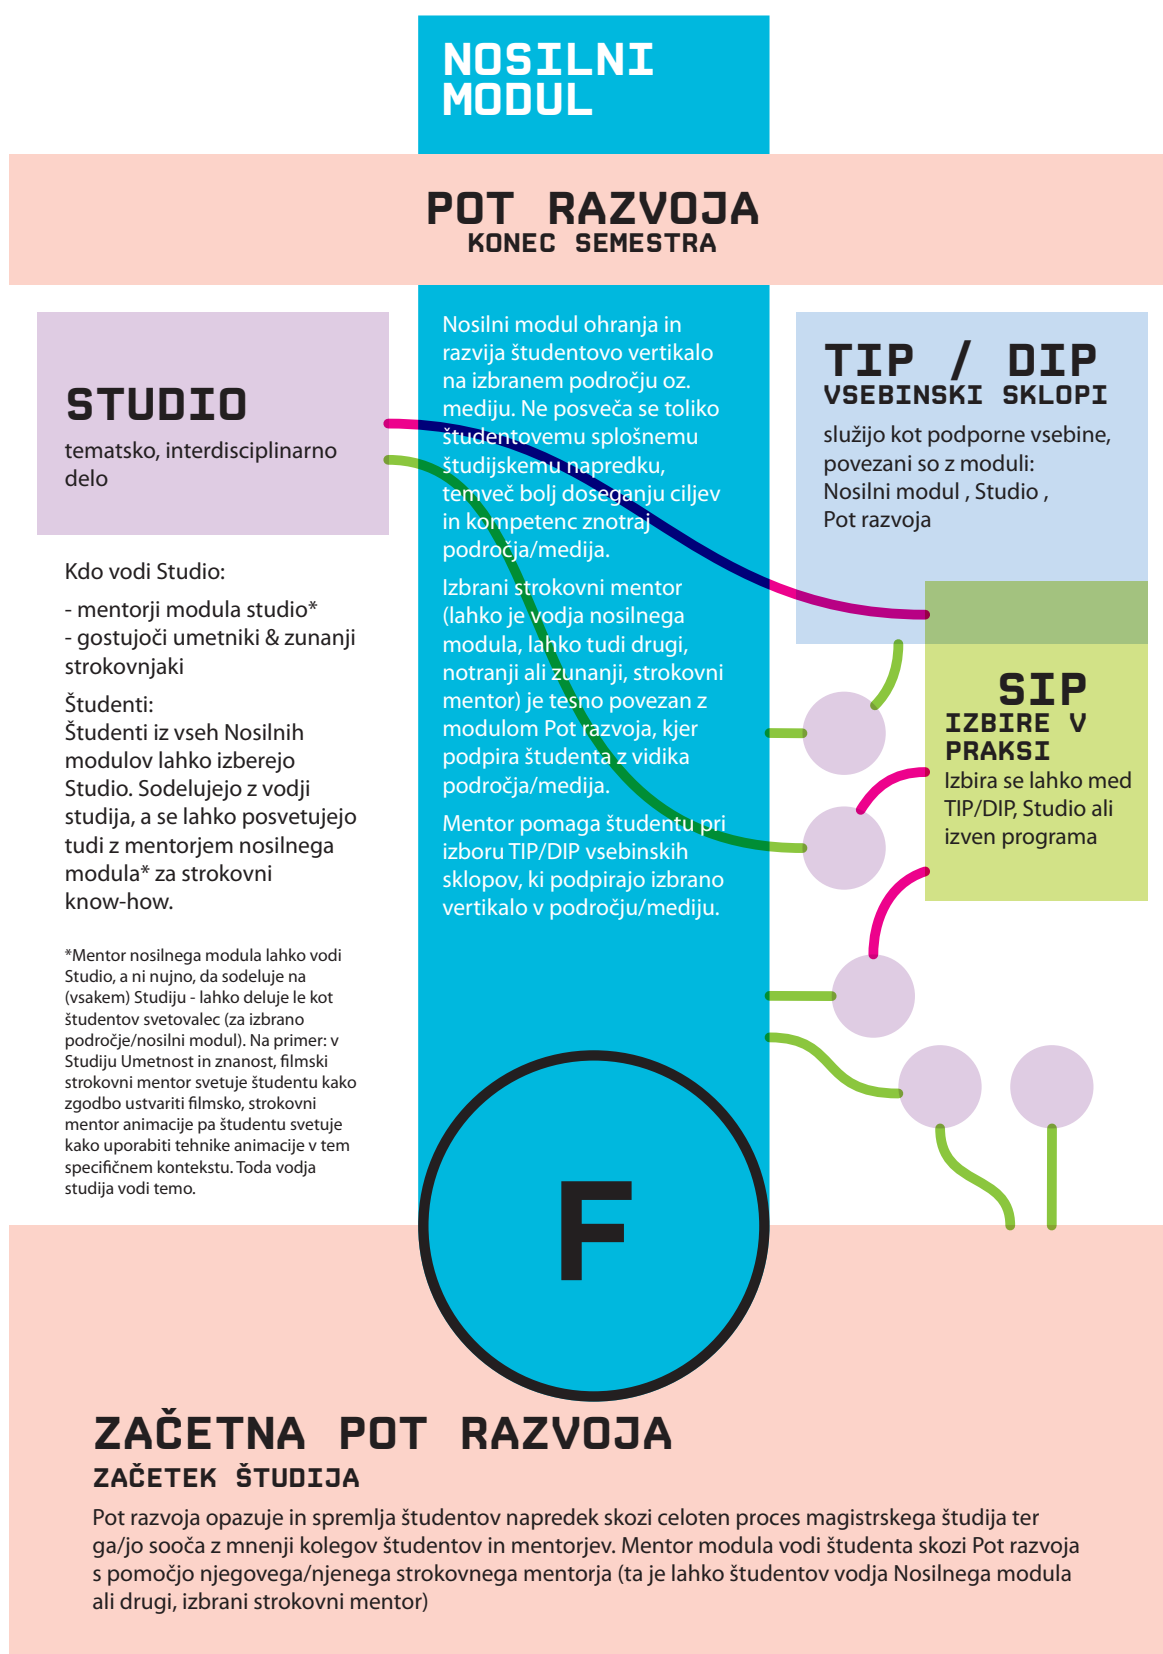 NOSILNI
MODUL
POT RAZVOJA
KONEC SEMESTRA
STUDIO
tematsko, interdisciplinarno
delo
Kdo vodi Studio:
- mentorji modula studio*
- gostujoči umetniki & zunanji
strokovnjaki
Študenti:
Študenti iz vseh Nosilnih
modulov lahko izberejo
Studio. Sodelujejo z vodji
studija, a se lahko posvetujejo
tudi z mentorjem nosilnega
modula* za strokovni
know-how.
*Mentor nosilnega modula lahko vodi
Studio, a ni nujno, da sodeluje na
(vsakem) Studiju - lahko deluje le kot
študentov svetovalec (za izbrano
področje/nosilni modul). Na primer: v
Studiju Umetnost in znanost, filmski
strokovni mentor svetuje študentu kako
zgodbo ustvariti filmsko, strokovni
mentor animacije pa študentu svetuje
kako uporabiti tehnike animacije v tem
specifičnem kontekstu. Toda vodja
studija vodi temo.
Nosilni modul ohranja in
razvija študentovo vertikalo
na izbranem področju oz.
mediju. Ne posveča se toliko
študentovemu splošnemu
študijskemu napredku,
temveč bolj doseganju ciljev
in kompetenc znotraj
področja/medija.
Izbrani strokovni mentor
(lahko je vodja nosilnega
modula, lahko tudi drugi,
notranji ali zunanji, strokovni
mentor) je tesno povezan z
modulom Pot razvoja, kjer
podpira študenta z vidika
področja/medija.
Mentor pomaga študentu pri
izboru TIP/DIP vsebinskih
sklopov, ki podpirajo izbrano
vertikalo v področju/mediju.
TIP / DIP
VSEBINSKI SKLOPI
služijo kot podporne vsebine,
povezani so z moduli:
Nosilni modul , Studio ,
Pot razvoja
SIP
IZBIRE V
PRAKSI
Izbira se lahko med
TIP/DIP, Studio ali
izven programa
F
ZAČETNA POT RAZVOJA
ZAČETEK ŠTUDIJA
Pot razvoja opazuje in spremlja študentov napredek skozi celoten proces magistrskega študija ter
ga/jo sooča z mnenji kolegov študentov in mentorjev. Mentor modula vodi študenta skozi Pot razvoja
s pomočjo njegovega/njenega strokovnega mentorja (ta je lahko študentov vodja Nosilnega modula
ali drugi, izbrani strokovni mentor)